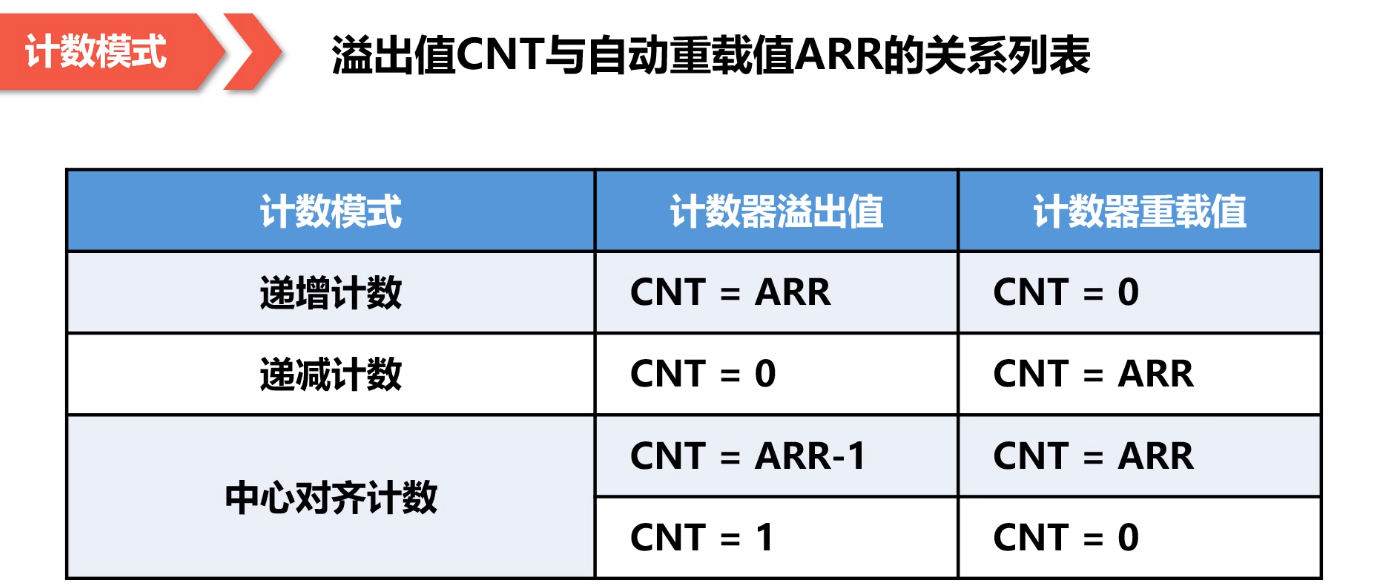 计数模式
溢出值CNT与自动重载值ARR的关系列表
计数模式 计数器溢出值 计数器重载值
递增计数 CNT = ARR CNT = 0
递减计数 CNT = 0 CNT = ARR
中心对齐计数 CNT = ARR-1 CNT = ARR
CNT = 1 CNT = 0